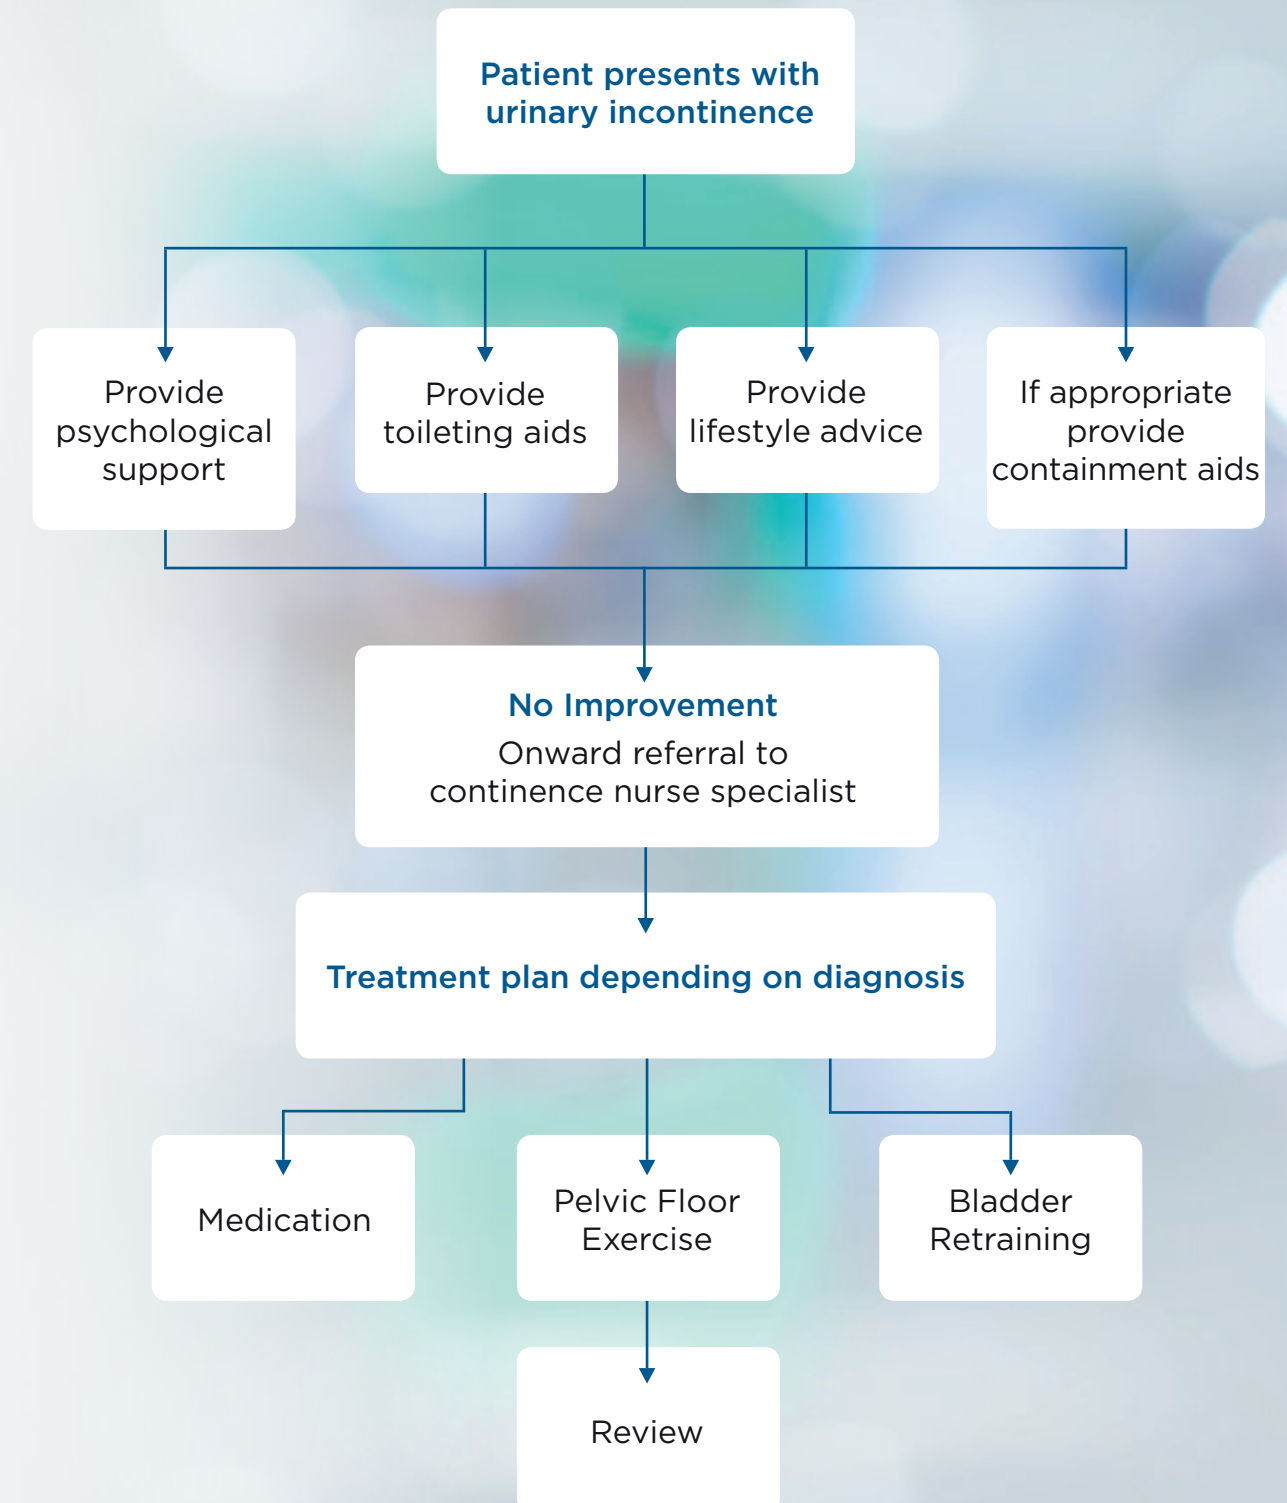 Patient presents with
urinary incontinence
Provide
psychological
support
Provide
toileting aids
Provide
lifestyle advice
If appropriate
provide
containment aids
No Improvement
Onward referral to
continence nurse specialist
Treatment plan depending on diagnosis
Medication
Pelvic Floor
Exercise
Bladder
Retraining
Review